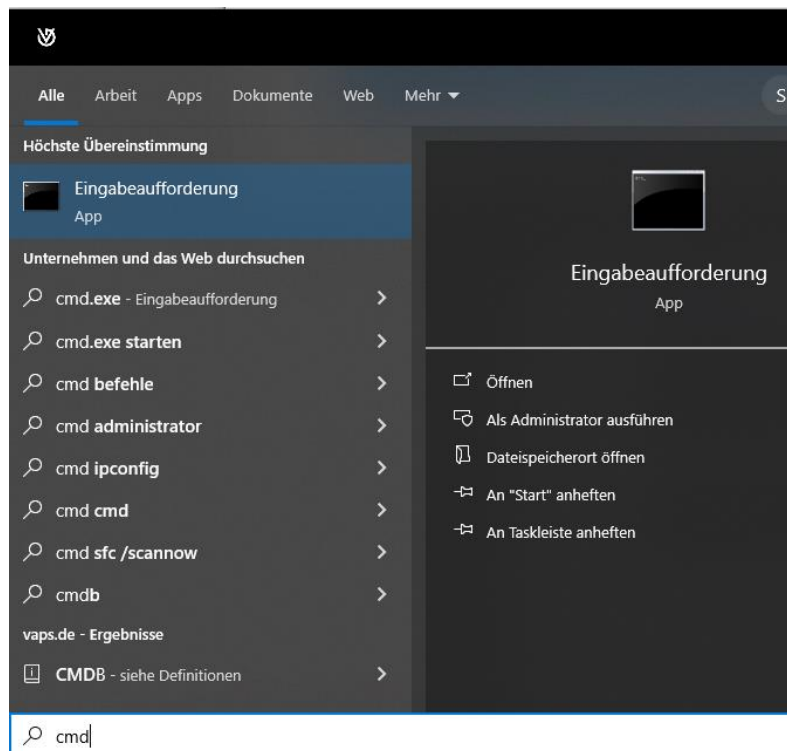 Alle Arbeit Apps Dokumente Web Mehr S
Höchste Übereinstimmung
Eingabeaufforderung
App
Unternehmen und das Web durchsuchen
cmd.exe - Eingabeaufforderung
cmd.exe starten
cmd befehle
cmd administrator
cmd ipconfig
cmd cmd
cmd sfc /scannow
cmdb
vaps.de - Ergebnisse
CMDB - siehe Definitionen
cmd
Eingabeaufforderung
App
Öffnen
Als Administrator ausführen
Dateispeicherort öffnen
An "Start" anheften
An Taskleiste anheften